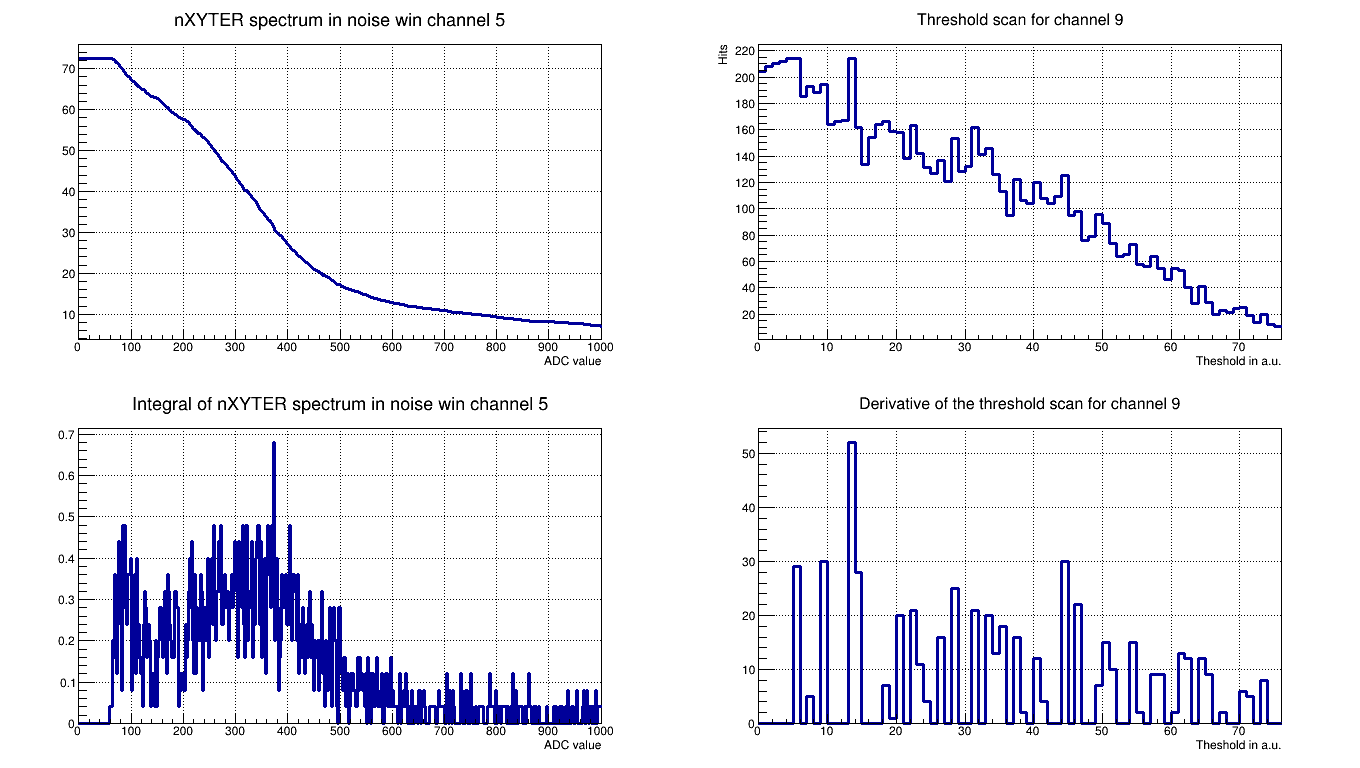 nXYTER spectrum in noise win channel 5
70
60
50
40
30
20
10
0 100 200 300 400 500 600 700 800 900 1000
ADC value
Threshold scan for channel 9
Hits
220
200
180
160
140
120
100
80
60
40
20
0 10 20 30 40 50 60 70
Theshold in a.u.
Integral of nXYTER spectrum in noise win channel 5
0.7
0.6
0.5
0.4
0.3
0.2
0.1
0
0 100 200 300 400 500 600 700 800 900 1000
ADC value
Derivative of the threshold scan for channel 9
50
40
30
20
10
0
0 10 20 30 40 50 60 70
Theshold in a.u.